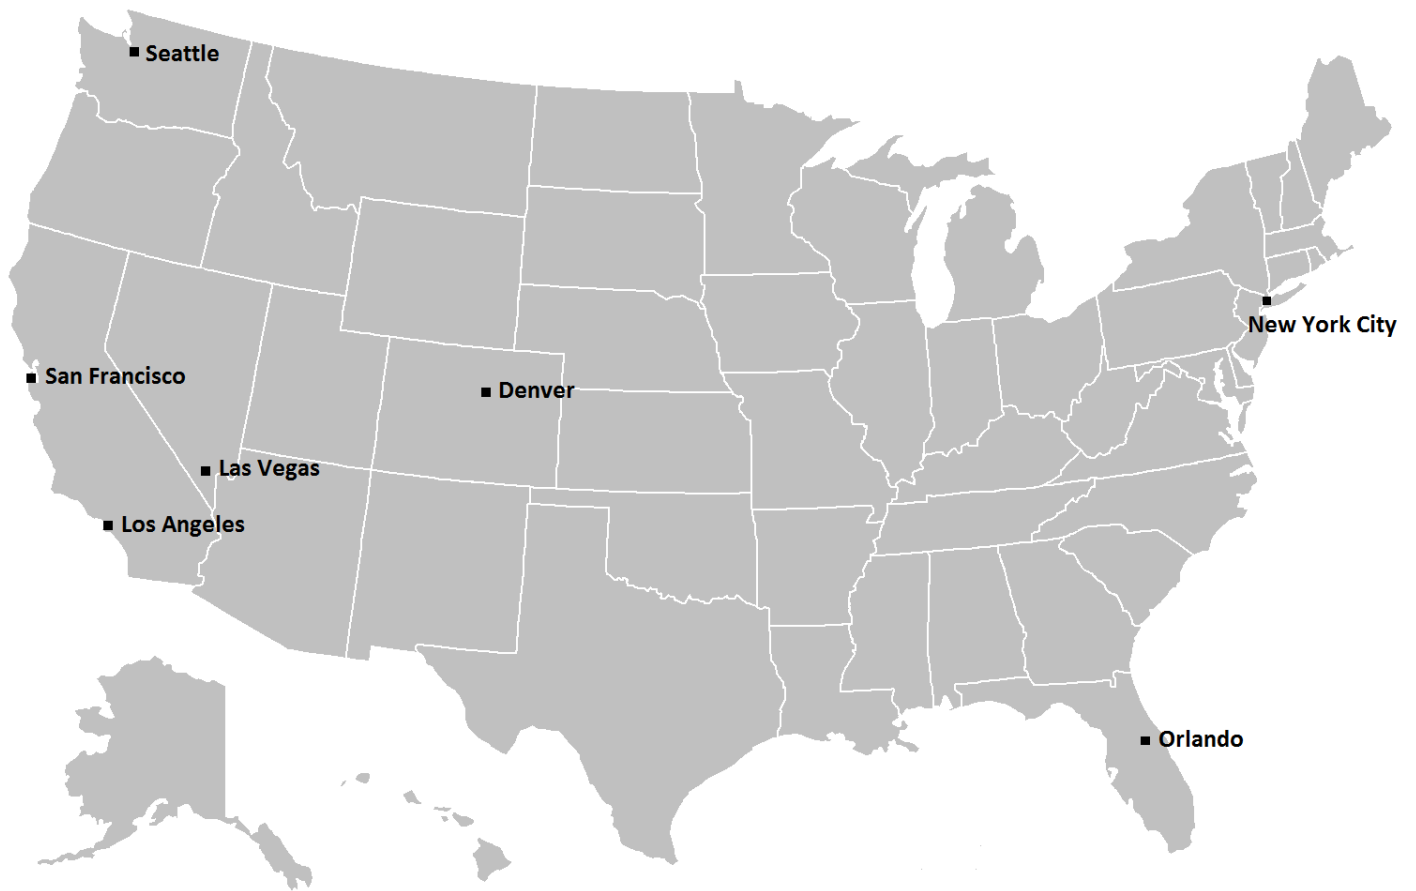 Seattle
New York City
San Francisco
Denver
Las Vegas
Los Angeles
Orlando